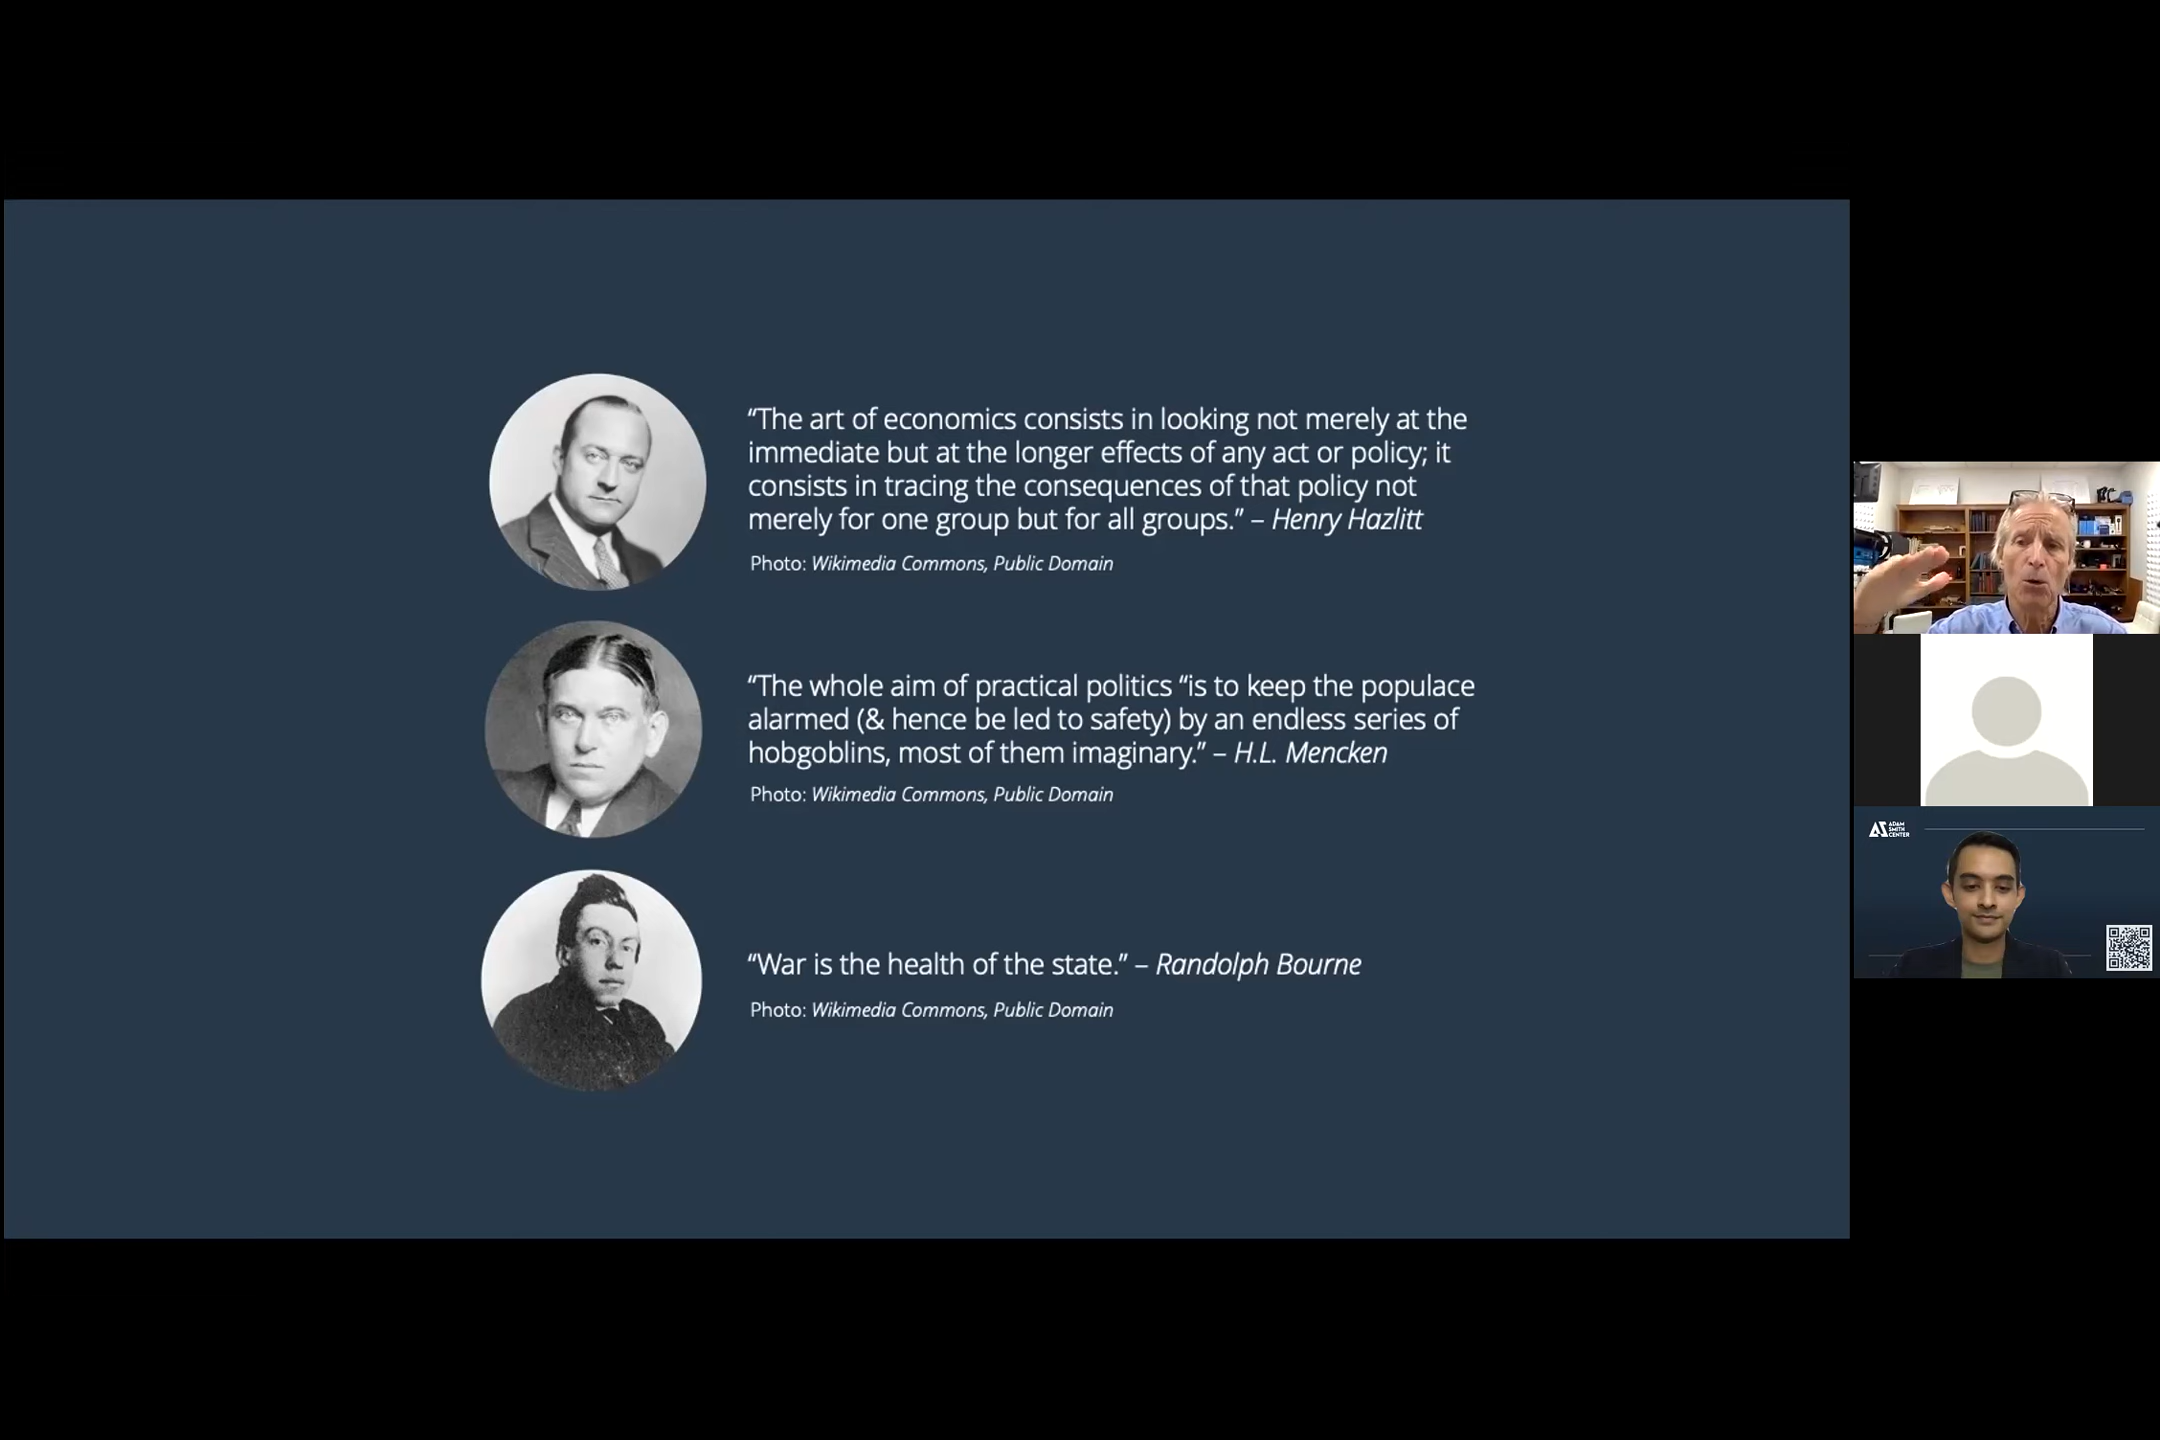 “The art of economics consists in looking not merely at the
immediate but at the longer effects of any act or policy; it
consists in tracing the consequences of that policy not
merely for one group but for all groups.” – Henry Hazlitt
Photo: Wikimedia Commons, Public Domain
“The whole aim of practical politics “is to keep the populace
alarmed (& hence be led to safety) by an endless series of
hobgoblins, most of them imaginary.” – H.L. Mencken
Photo: Wikimedia Commons, Public Domain
“War is the health of the state.” – Randolph Bourne
Photo: Wikimedia Commons, Public Domain
ADAM
SMITH
CENTER